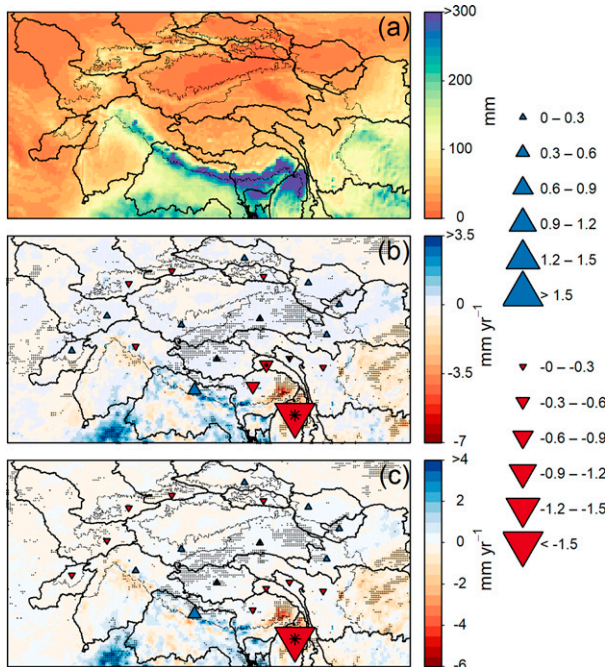 (a)
>300
200
100
0
mm
(b)
>3.5
0
-3.5
-7
mm yr⁻¹
(c)
>4
2
0
-2
-4
-6
mm yr⁻¹
0 – 0.3
0.3 – 0.6
0.6 – 0.9
0.9 – 1.2
1.2 – 1.5
> 1.5
-0 – -0.3
-0.3 – -0.6
-0.6 – -0.9
-0.9 – -1.2
-1.2 – -1.5
< -1.5